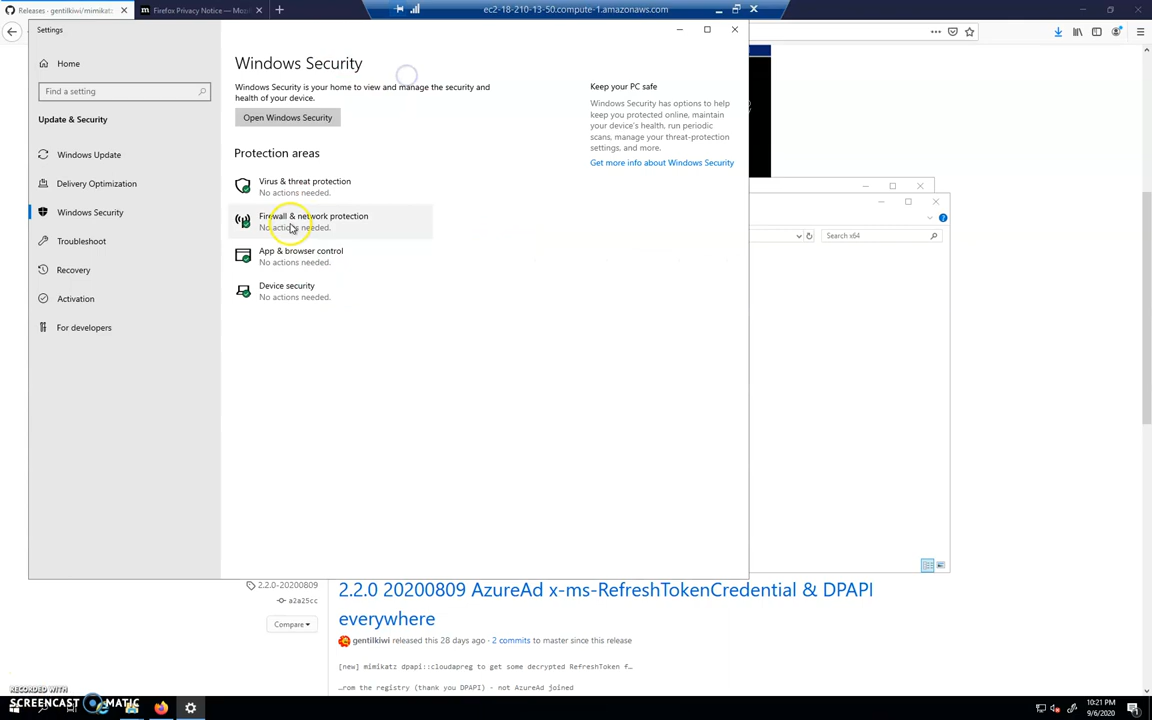 Releases · gentilkiwi/mimikatz
Firefox Privacy Notice — Mozi
ec2-18-210-13-50.compute-1.amazonaws.com
Settings
Home
Find a setting
Update & Security
Windows Update
Delivery Optimization
Windows Security
Troubleshoot
Recovery
Activation
For developers
Windows Security
Windows Security is your home to view and manage the security and
health of your device.
Open Windows Security
Protection areas
Virus & threat protection
No actions needed.
Firewall & network protection
No actions needed.
App & browser control
No actions needed.
Device security
No actions needed.
Keep your PC safe
Windows Security has options to help
keep you protected online, maintain
your device's health, run periodic
scans, manage your threat-protection
settings, and more.
Get more info about Windows Security
Search x64
2.2.0-20200809
a2a25cc
Compare
2.2.0 20200809 AzureAd x-ms-RefreshTokenCredential & DPAPI
everywhere
gentilkiwi released this 28 days ago · 2 commits to master since this release
[new] mimikatz dpapi::cloudapreg to get some decrypted RefreshToken f…
…rom the registry (thank you DPAPI) - not AzureAd joined
RECORDED WITH
SCREENCAST MATIC
10:21 PM
9/6/2020